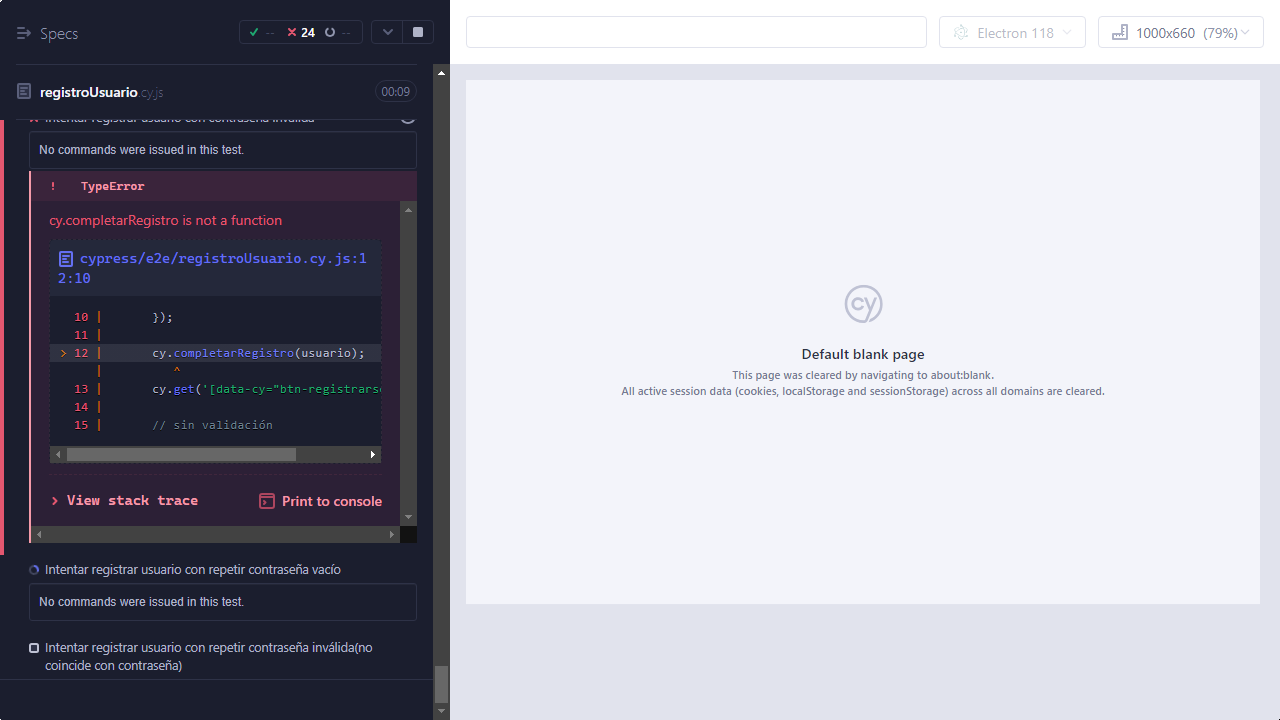 Specs
-- 24 --
Electron 118
1000x660 (79%)
registroUsuario.cy.js
00:09
Intentar registrar usuario con contraseña inválida
No commands were issued in this test.
! TypeError
cy.completarRegistro is not a function
cypress/e2e/registroUsuario.cy.js:1
2:10
10 | });
11 |
> 12 | cy.completarRegistro(usuario);
| ^
13 | cy.get('[data-cy="btn-registrarse
14 |
15 | // sin validación
> View stack trace
Print to console
Intentar registrar usuario con repetir contraseña vacío
No commands were issued in this test.
Intentar registrar usuario con repetir contraseña inválida(no
coincide con contraseña)
cy
Default blank page
This page was cleared by navigating to about:blank.
All active session data (cookies, localStorage and sessionStorage) across all domains are cleared.